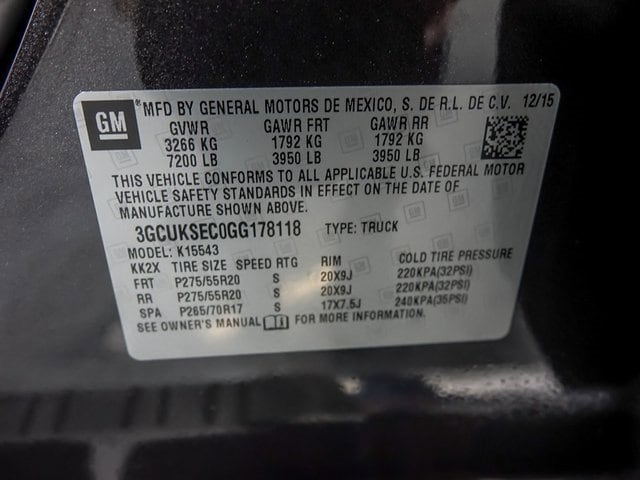 GM ® MFD BY GENERAL MOTORS DE MEXICO, S. DE R.L. DE C.V. 12/15
GVWR GAWR FRT GAWR RR
3266 KG 1792 KG 1792 KG
7200 LB 3950 LB 3950 LB
THIS VEHICLE CONFORMS TO ALL APPLICABLE U.S. FEDERAL MOTOR
VEHICLE SAFETY STANDARDS IN EFFECT ON THE DATE OF
MANUFACTURE SHOWN ABOVE.
3GCUKSEC0GG178118 TYPE: TRUCK
MODEL: K15543
KK2X TIRE SIZE SPEED RTG RIM COLD TIRE PRESSURE
FRT P275/55R20 S 20X9J 220KPA(32PSI)
RR P275/55R20 S 20X9J 220KPA(32PSI)
SPA P265/70R17 S 17X7.5J 240KPA(35PSI)
SEE OWNER'S MANUAL FOR MORE INFORMATION.